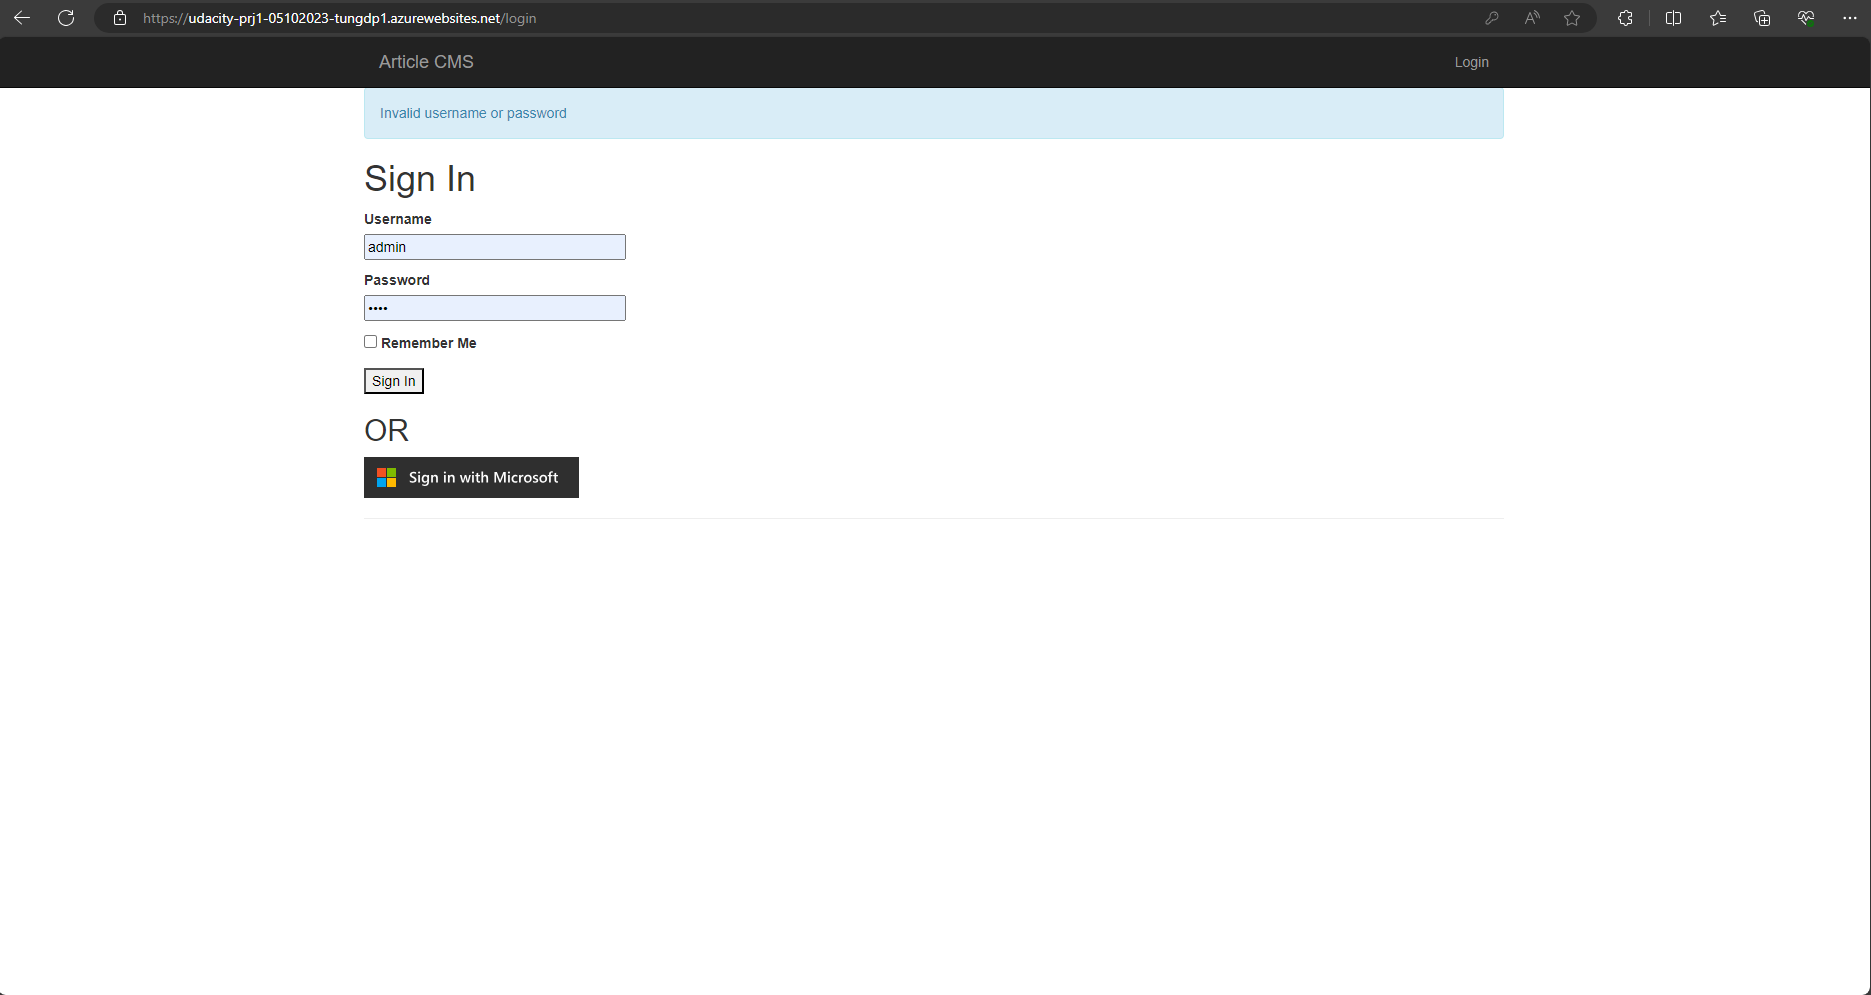 https://udacity-prj1-05102023-tungdp1.azurewebsites.net/login
Article CMS
Login
Invalid username or password
Sign In
Username
admin
Password
••••
Remember Me
Sign In
OR
Sign in with Microsoft